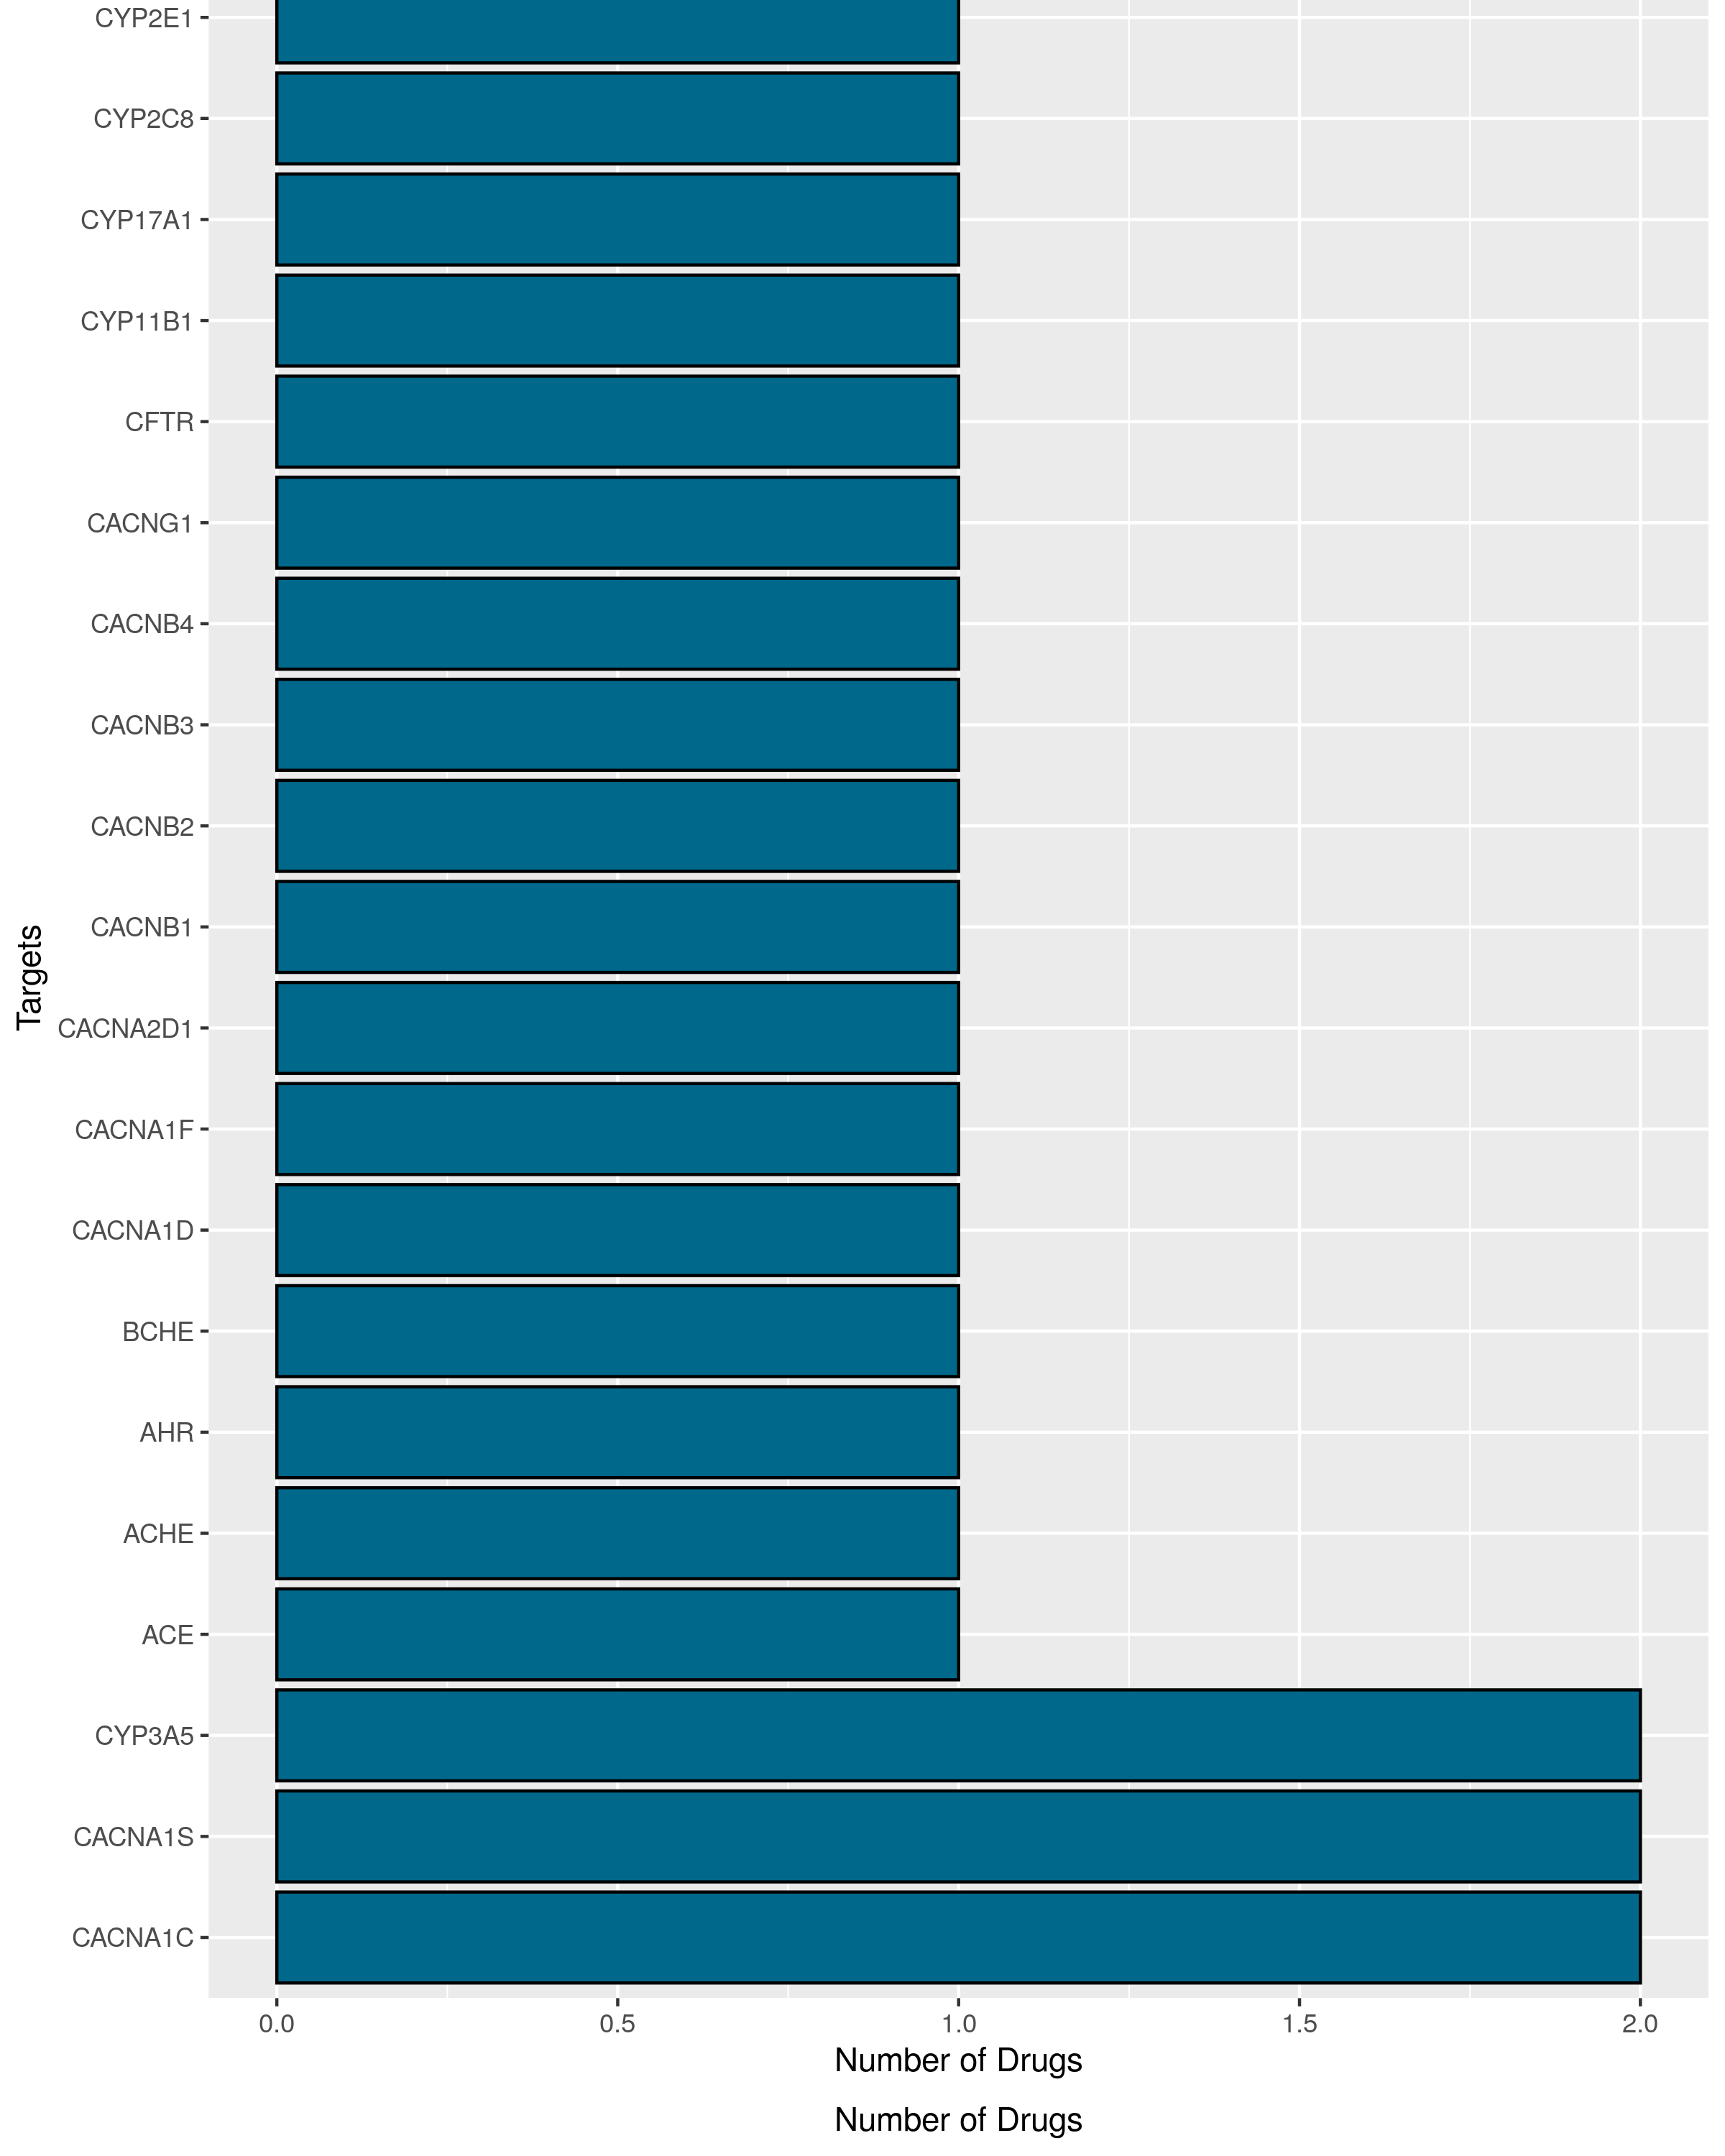 CYP2E1
CYP2C8
CYP17A1
CYP11B1
CFTR
CACNG1
CACNB4
CACNB3
CACNB2
CACNB1
Targets
CACNA2D1
CACNA1F
CACNA1D
BCHE
AHR
ACHE
ACE
CYP3A5
CACNA1S
CACNA1C
0.0 0.5 1.0 1.5 2.0
Number of Drugs
Number of Drugs